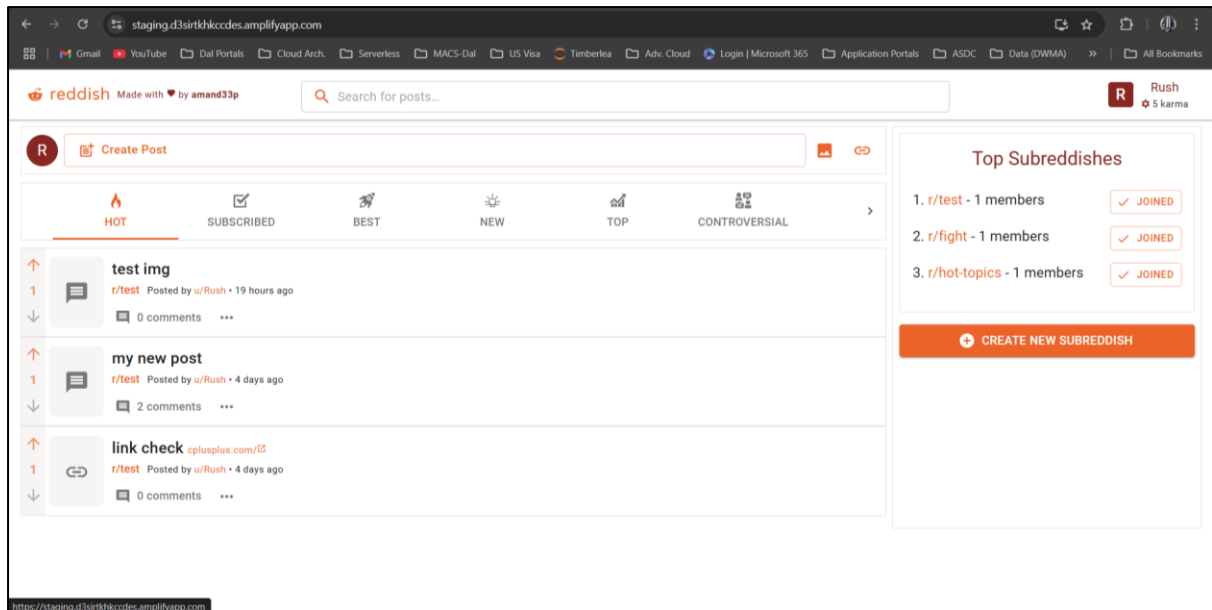 staging.d3sirtkhkccdes.amplifyapp.com
Gmail YouTube Dal Portals Cloud Arch. Serverless MACS-Dal US Visa Timberlea Adv. Cloud Login | Microsoft 365 Application Portals ASDC Data (DWMA) » All Bookmarks
reddish Made with ♥ by amand33p
Search for posts…
R Rush
5 karma
R Create Post
HOT SUBSCRIBED BEST NEW TOP CONTROVERSIAL
test img
1 r/test Posted by u/Rush • 19 hours ago
0 comments •••
my new post
1 r/test Posted by u/Rush • 4 days ago
2 comments •••
link check cplusplus.com/
1 r/test Posted by u/Rush • 4 days ago
0 comments •••
Top Subreddishes
1. r/test - 1 members JOINED
2. r/fight - 1 members JOINED
3. r/hot-topics - 1 members JOINED
CREATE NEW SUBREDDISH
https://staging.d3sirtkhkccdes.amplifyapp.com